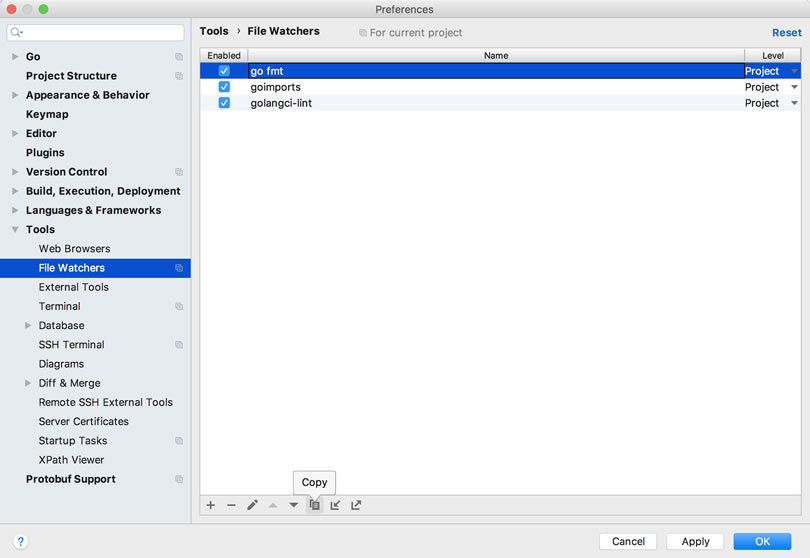 Preferences
Tools › File Watchers
For current project
Reset
Go
Project Structure
Appearance & Behavior
Keymap
Editor
Plugins
Version Control
Build, Execution, Deployment
Languages & Frameworks
Tools
Web Browsers
File Watchers
External Tools
Terminal
Database
SSH Terminal
Diagrams
Diff & Merge
Remote SSH External Tools
Server Certificates
Startup Tasks
XPath Viewer
Protobuf Support
Enabled Name Level
go fmt Project
goimports Project
golangci-lint Project
Copy
? Cancel Apply OK